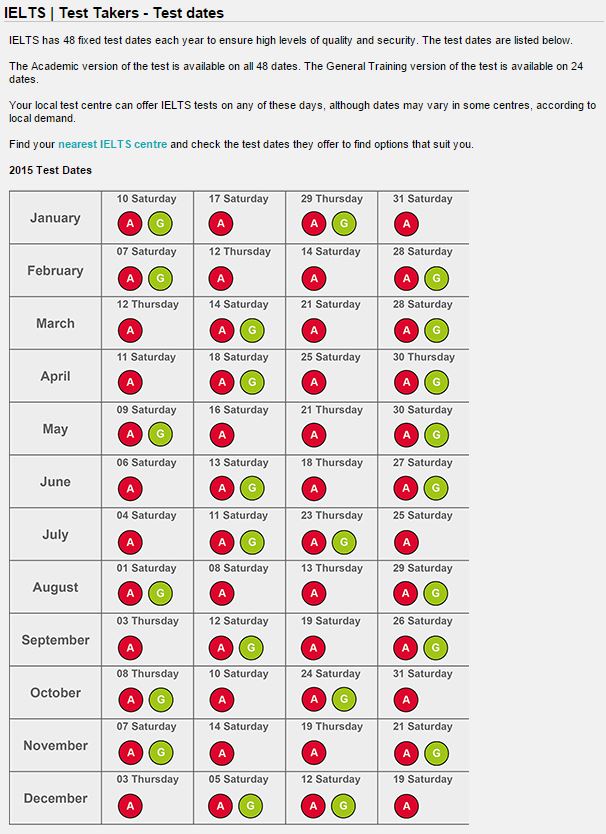 IELTS | Test Takers - Test dates
IELTS has 48 fixed test dates each year to ensure high levels of quality and security. The test dates are listed below.
The Academic version of the test is available on all 48 dates. The General Training version of the test is available on 24
dates.
Your local test centre can offer IELTS tests on any of these days, although dates may vary in some centres, according to
local demand.
Find your nearest IELTS centre and check the test dates they offer to find options that suit you.
2015 Test Dates
10 Saturday 17 Saturday 29 Thursday 31 Saturday
January
A G A A G A
07 Saturday 12 Thursday 14 Saturday 28 Saturday
February
A G A A A G
12 Thursday 14 Saturday 21 Saturday 28 Saturday
March
A A G A A G
11 Saturday 18 Saturday 25 Saturday 30 Thursday
April
A A G A A G
09 Saturday 16 Saturday 21 Thursday 30 Saturday
May
A G A A A G
06 Saturday 13 Saturday 18 Thursday 27 Saturday
June
A A G A A G
04 Saturday 11 Saturday 23 Thursday 25 Saturday
July
A A G A G A
01 Saturday 08 Saturday 13 Thursday 29 Saturday
August
A G A A A G
03 Thursday 12 Saturday 19 Saturday 26 Saturday
September
A A G A A G
08 Thursday 10 Saturday 24 Saturday 31 Saturday
October
A G A A G A
07 Saturday 14 Saturday 19 Thursday 21 Saturday
November
A G A A A G
03 Thursday 05 Saturday 12 Saturday 19 Saturday
December
A A G A G A